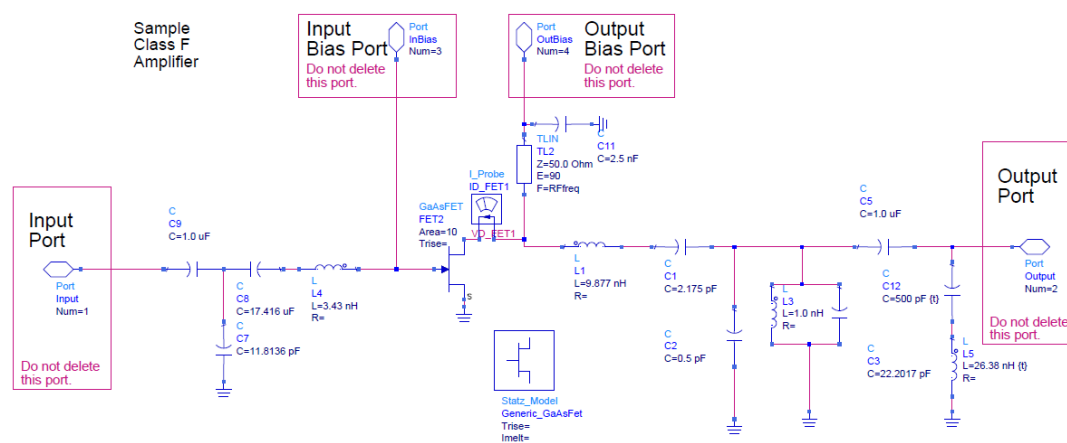 Sample
Class F
Amplifier
Input
Bias Port
Do not delete
this port.
Port
InBias
Num=3
Port
OutBias
Num=4
Output
Bias Port
Do not delete
this port.
TLIN
TL2
Z=50.0 Ohm
E=90
F=RFfreq
C
C11
C=2.5 nF
I_Probe
ID_FET1
GaAsFET
FET2
Area=10
Trise=
VD_FET1
S
Input
Port
Port
Input
Num=1
Do not delete
this port.
C
C9
C=1.0 uF
C
C8
C=17.416 uF
C
C7
C=11.8136 pF
L
L4
L=3.43 nH
R=
Statz_Model
Generic_GaAsFet
Trise=
Imelt=
L
L1
L=9.877 nH
R=
C
C1
C=2.175 pF
C
C2
C=0.5 pF
L
L3
L=1.0 nH
R=
C
C3
C=22.2017 pF
C
C5
C=1.0 uF
C
C12
C=500 pF {t}
L
L5
L=26.38 nH {t}
R=
Output
Port
Port
Output
Num=2
Do not delete
this port.